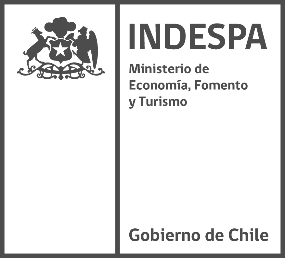 INDESPA
Ministerio de
Economía, Fomento
y Turismo
Gobierno de Chile